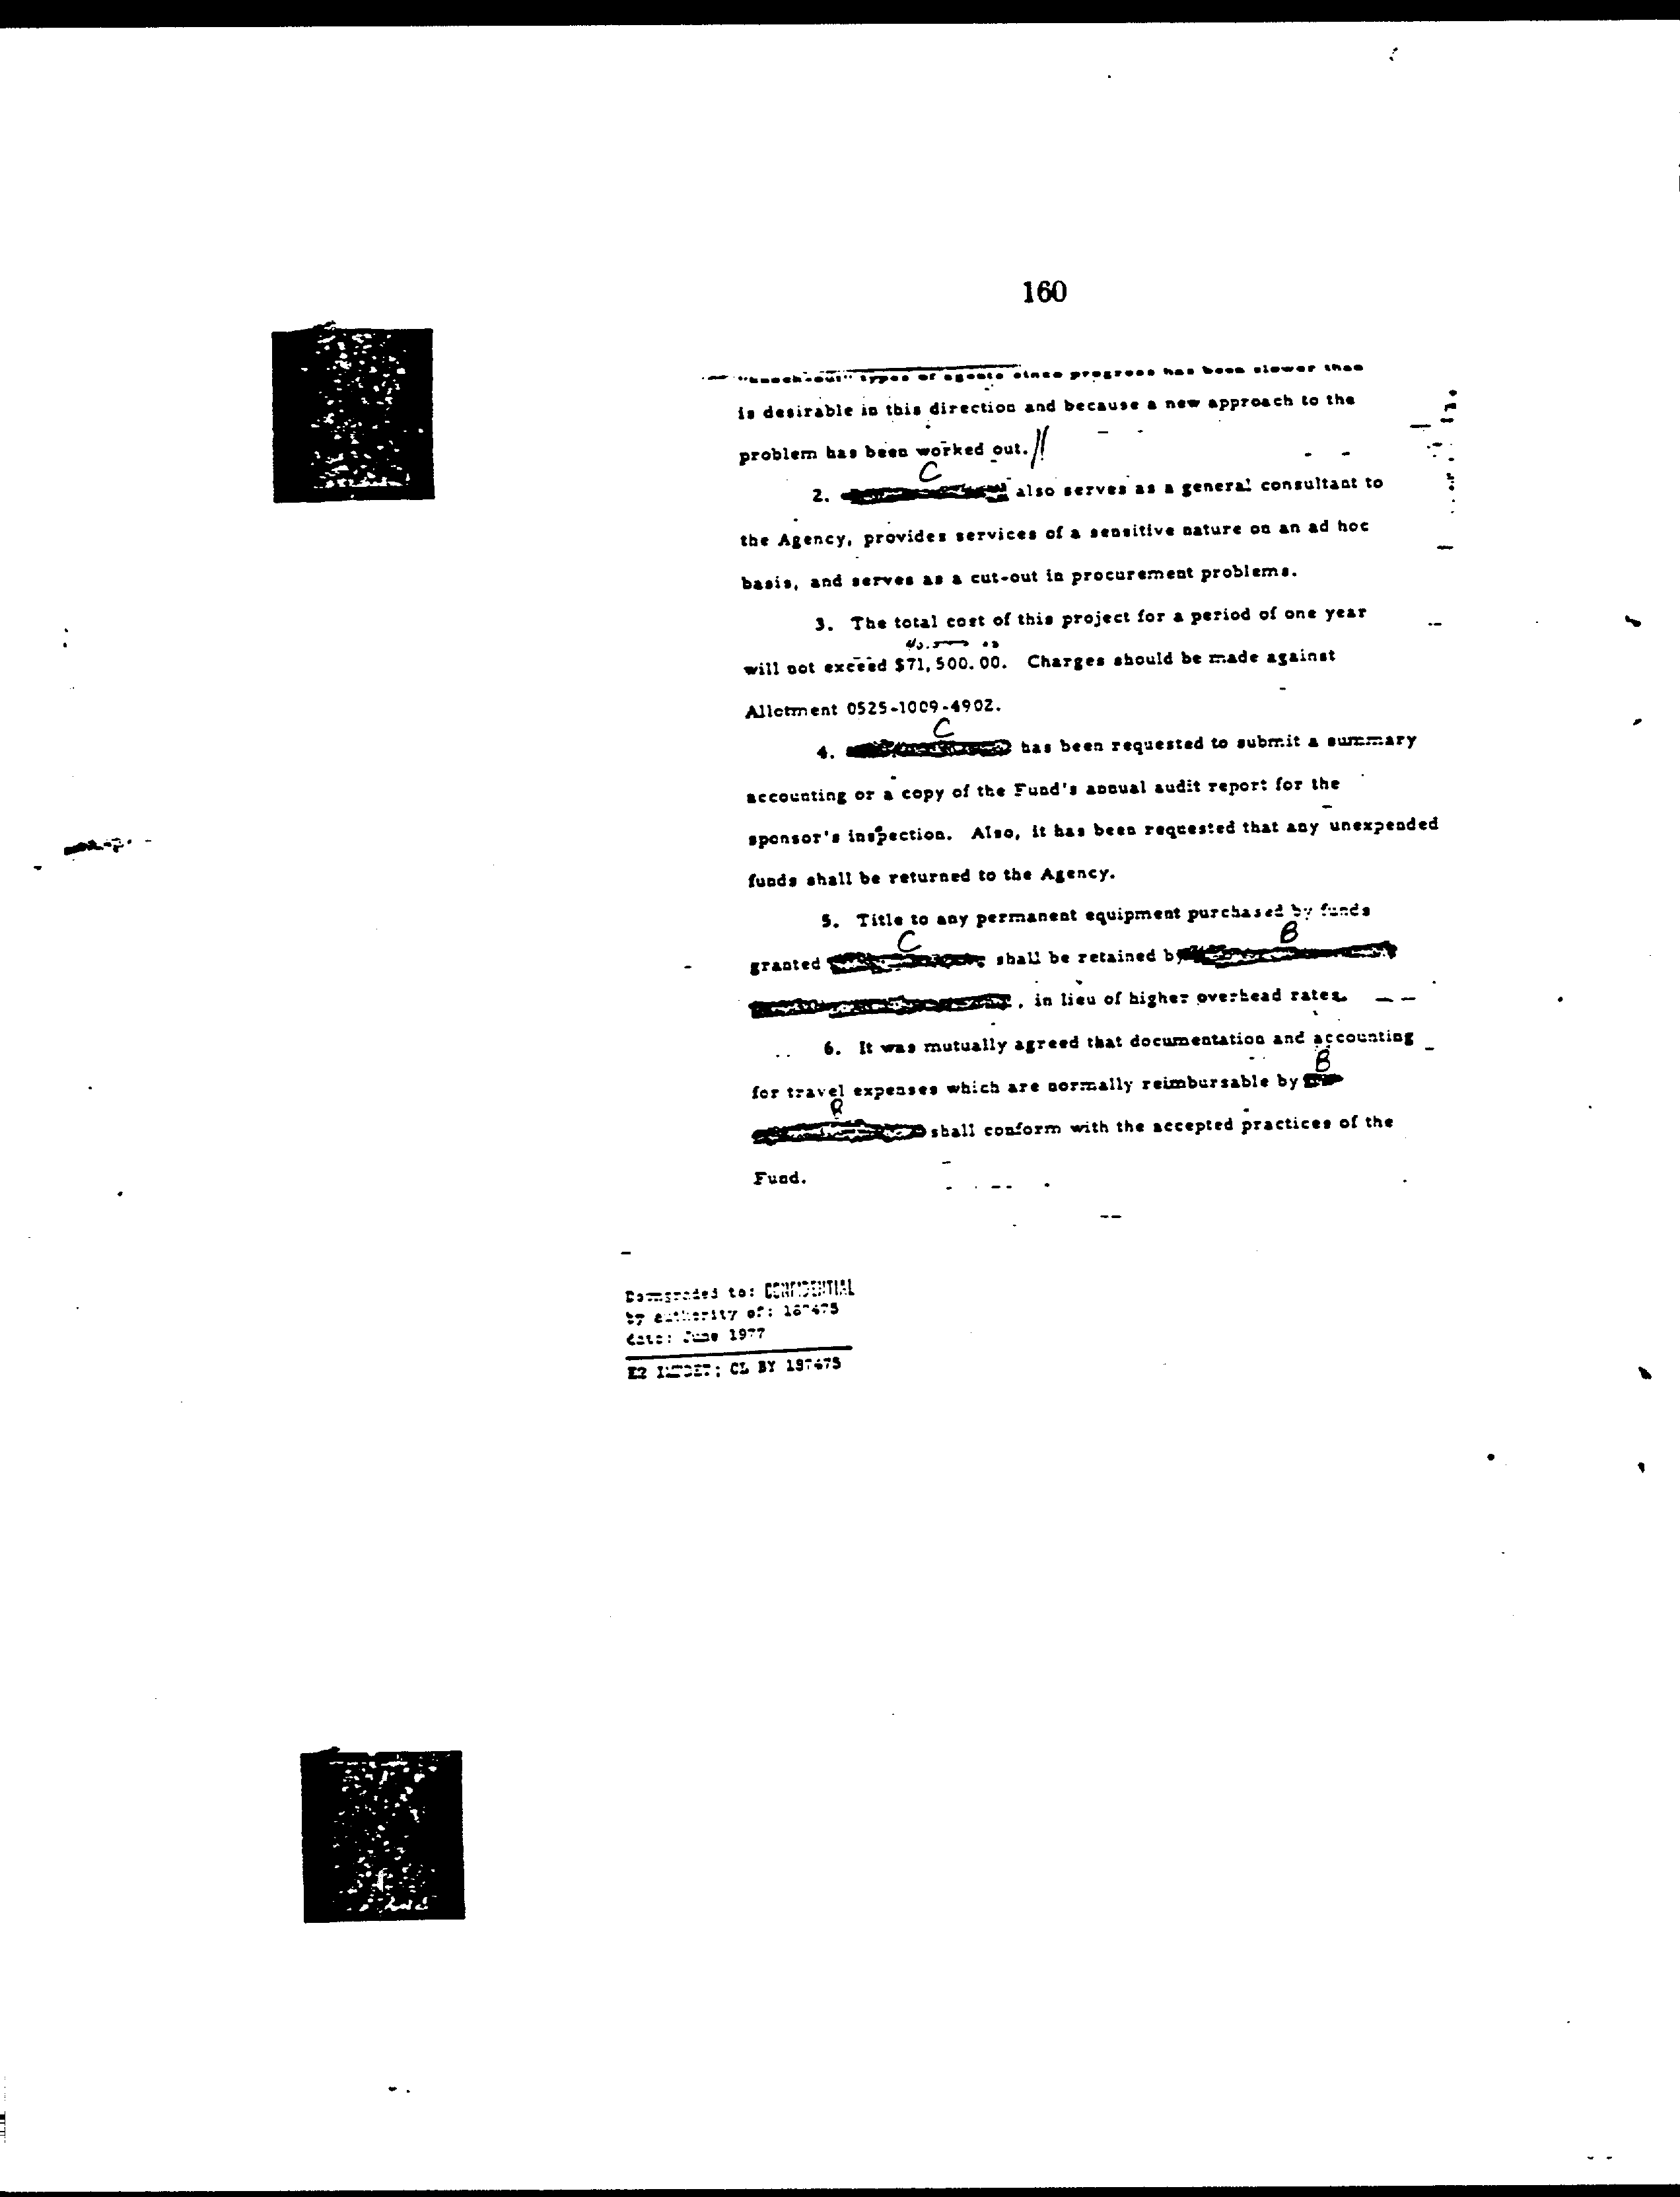 160
"knock-out" types of agents since progress has been slower than
is desirable in this direction and because a new approach to the
problem has been worked out. //
C
2. also serves as a general consultant to
the Agency, provides services of a sensitive nature on an ad hoc
basis, and serves as a cut-out in procurement problems.
3. The total cost of this project for a period of one year
will not exceed $71,500.00. Charges should be made against
Allotment 0525-1009-4902.
C
4. has been requested to submit a summary
accounting or a copy of the Fund's annual audit report for the
sponsor's inspection. Also, it has been requested that any unexpended
funds shall be returned to the Agency.
5. Title to any permanent equipment purchased by funds
C B
granted shall be retained by
, in lieu of higher overhead rates.
6. It was mutually agreed that documentation and accounting
B
for travel expenses which are normally reimbursable by
B
shall conform with the accepted practices of the
Fund.
Downgraded to: CONFIDENTIAL
by authority of: 187475
date: June 1977
E2 IMPDET; CL BY 187475